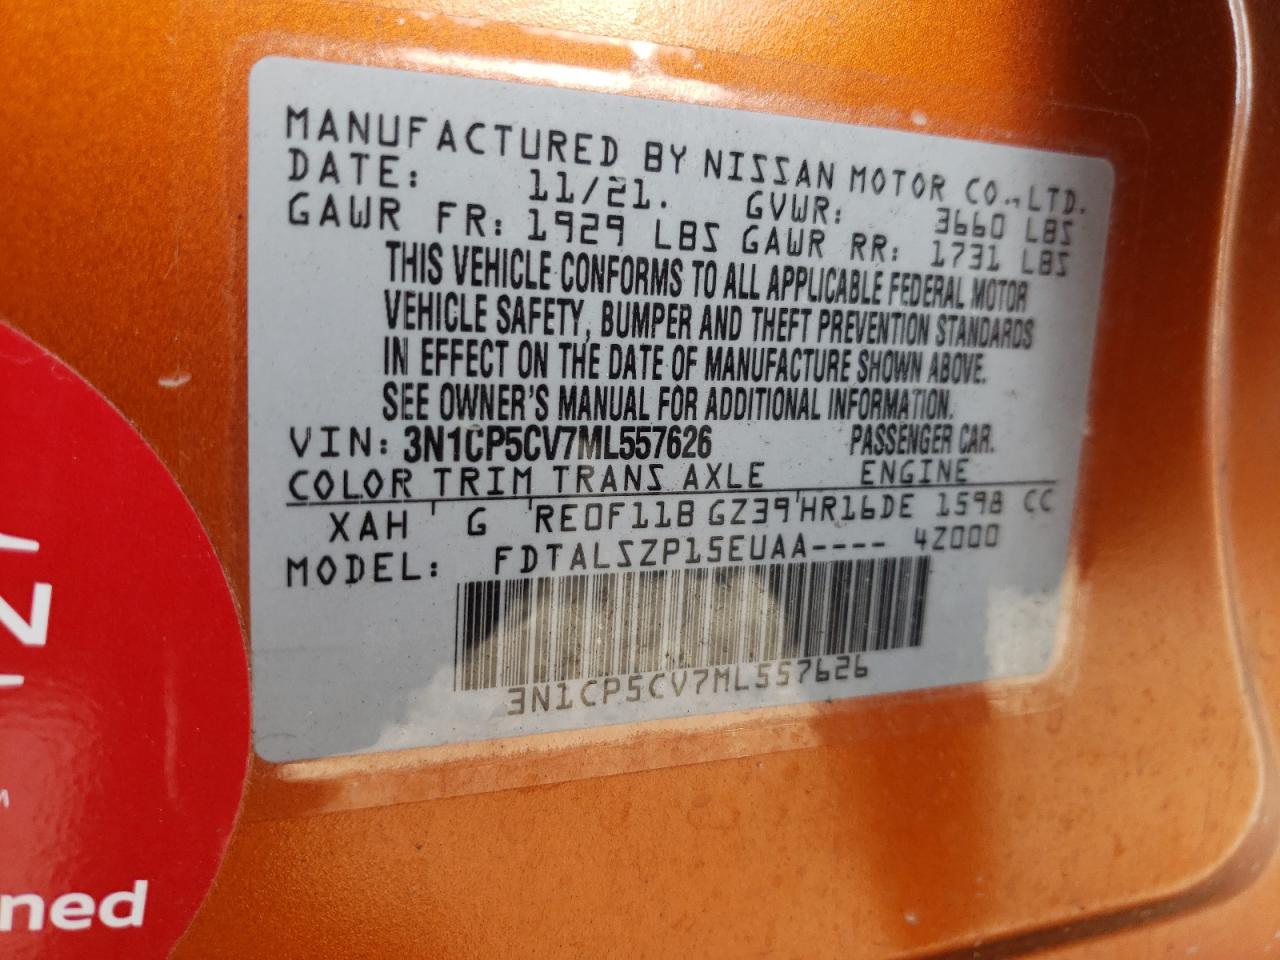 MANUFACTURED BY NISSAN MOTOR CO.,LTD.
DATE: 11/21. GVWR: 3660 LBS
GAWR FR: 1929 LBS GAWR RR: 1731 LBS
THIS VEHICLE CONFORMS TO ALL APPLICABLE FEDERAL MOTOR
VEHICLE SAFETY, BUMPER AND THEFT PREVENTION STANDARDS
IN EFFECT ON THE DATE OF MANUFACTURE SHOWN ABOVE.
SEE OWNER'S MANUAL FOR ADDITIONAL INFORMATION.
VIN: 3N1CP5CV7ML557626 PASSENGER CAR.
COLOR TRIM TRANS AXLE ENGINE
XAH ' G 'RE0F11B GZ39'HR16DE 1598 CC
MODEL: FDTALSZP15EUAA---- 4Z000
3N1CP5CV7ML557626
ned